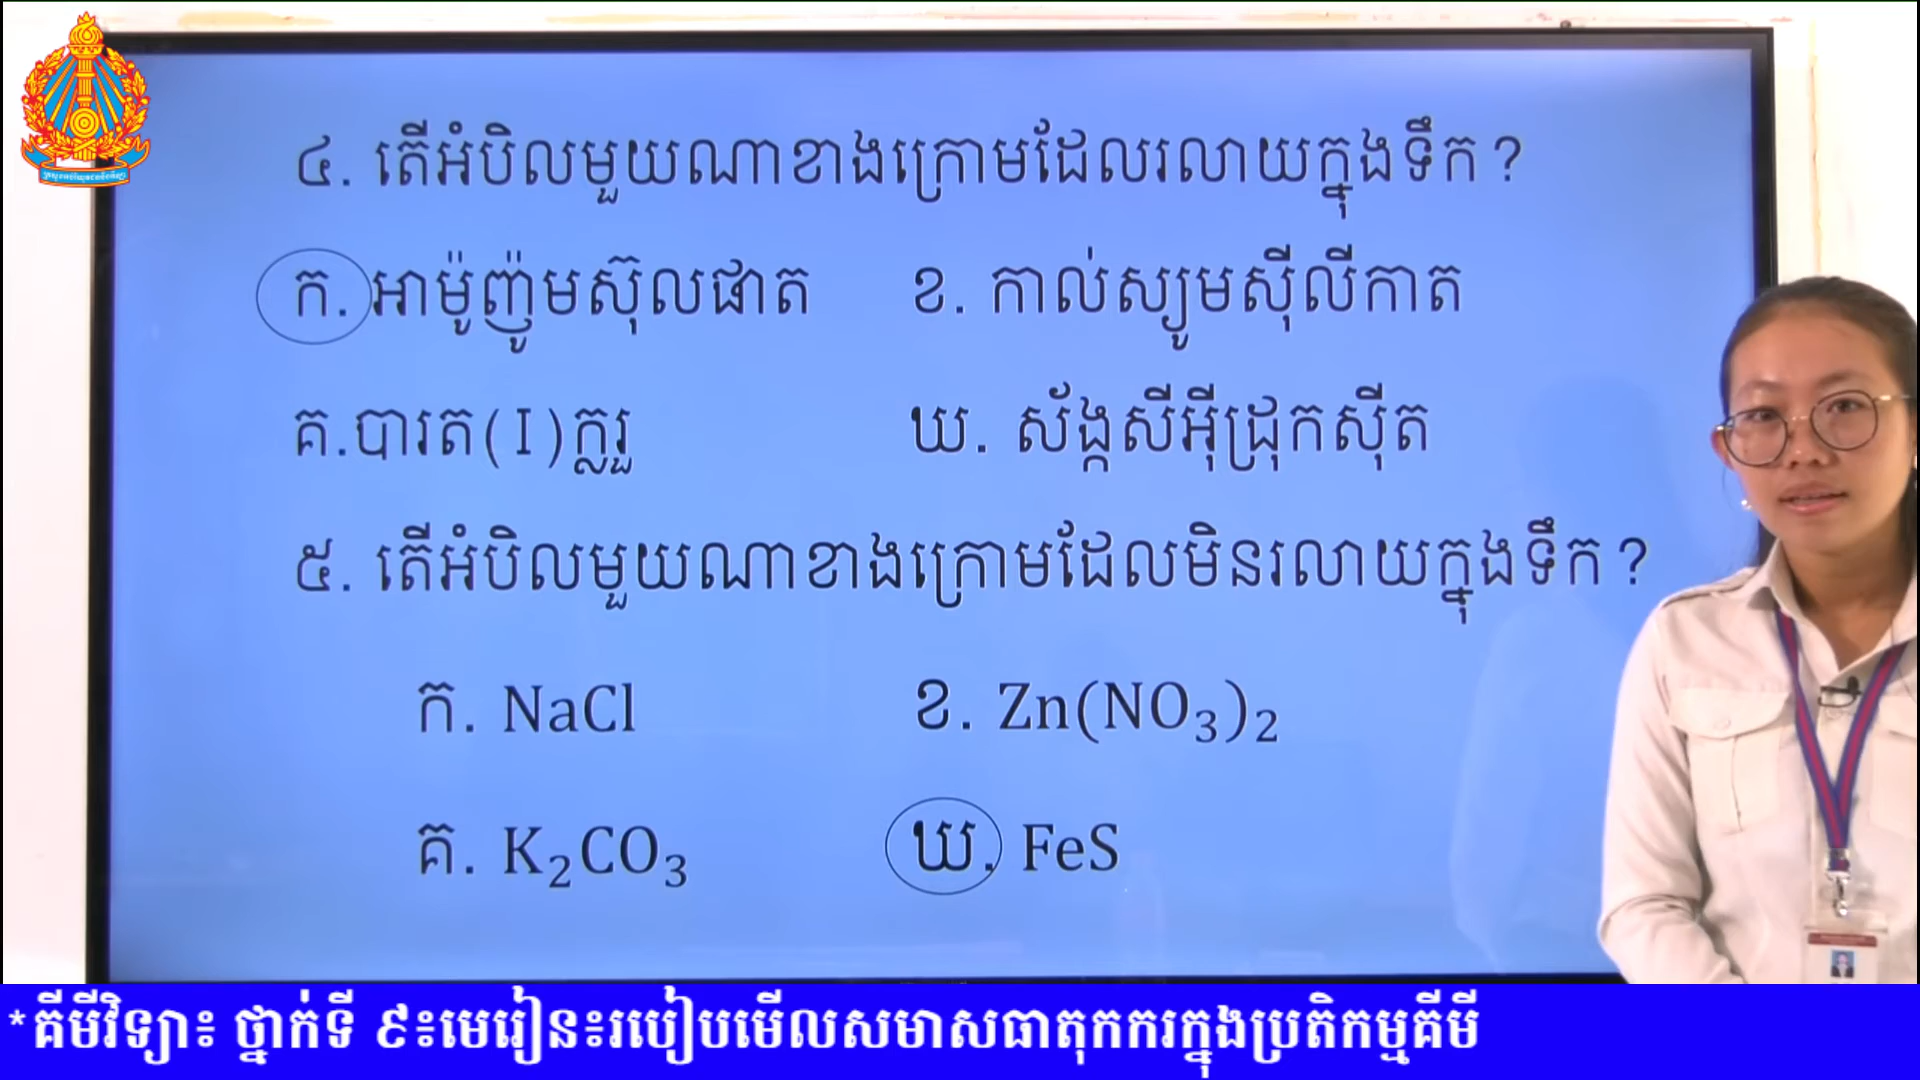 ៤. តើអំបិលមួយណាខាងក្រោមដែលរលាយក្នុងទឹក ?
ក. អាម៉ូញ៉ូមស៊ុលផាត ខ. កាល់ស្យូមស៊ីលីកាត
គ.បារត(I)ក្លរួ ឃ. ស័ង្កសីអ៊ីដ្រុកស៊ីត
៥. តើអំបិលមួយណាខាងក្រោមដែលមិនរលាយក្នុងទឹក ?
ក. NaCl ខ. Zn(NO₃)₂
គ. K₂CO₃ ឃ. FeS
*គីមីវិទ្យា៖ ថ្នាក់ទី ៩៖មេរៀន៖របៀបមើលសមាសធាតុកករក្នុងប្រតិកម្មគីមី